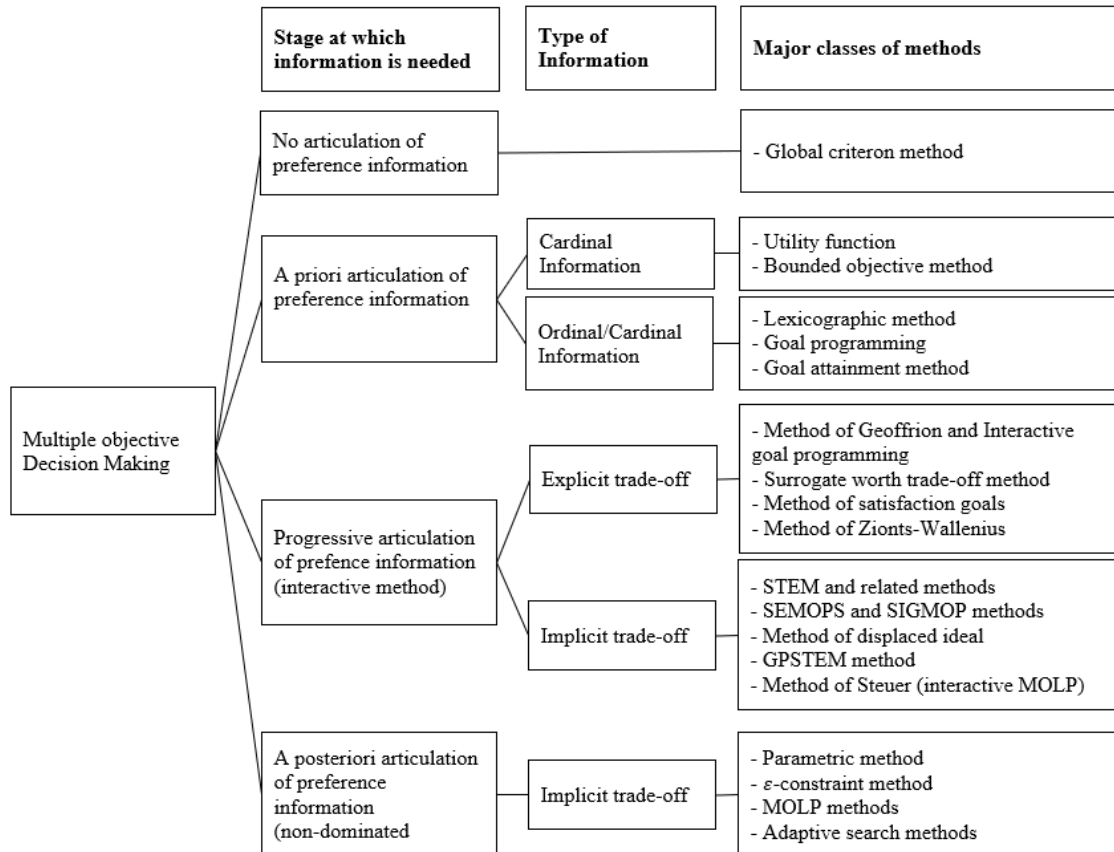 Stage at which
information is needed
Type of
Information
Major classes of methods
No articulation of
preference information
- Global criteron method
A priori articulation of
preference information
Cardinal
Information
- Utility function
- Bounded objective method
Ordinal/Cardinal
Information
- Lexicographic method
- Goal programming
- Goal attainment method
Multiple objective
Decision Making
Progressive articulation
of prefence information
(interactive method)
Explicit trade-off
- Method of Geoffrion and Interactive
goal programming
- Surrogate worth trade-off method
- Method of satisfaction goals
- Method of Zionts-Wallenius
Implicit trade-off
- STEM and related methods
- SEMOPS and SIGMOP methods
- Method of displaced ideal
- GPSTEM method
- Method of Steuer (interactive MOLP)
A posteriori articulation
of preference
information
(non-dominated
Implicit trade-off
- Parametric method
- ε-constraint method
- MOLP methods
- Adaptive search methods